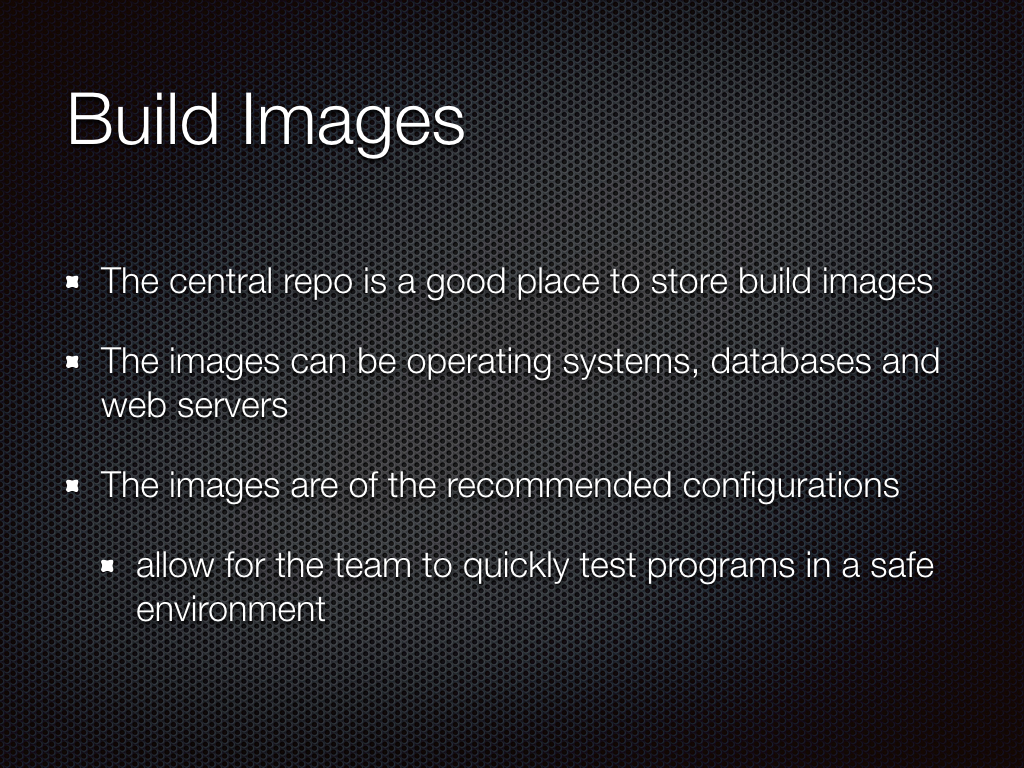 Build Images
The central repo is a good place to store build images
The images can be operating systems, databases and
web servers
The images are of the recommended configurations
allow for the team to quickly test programs in a safe
environment